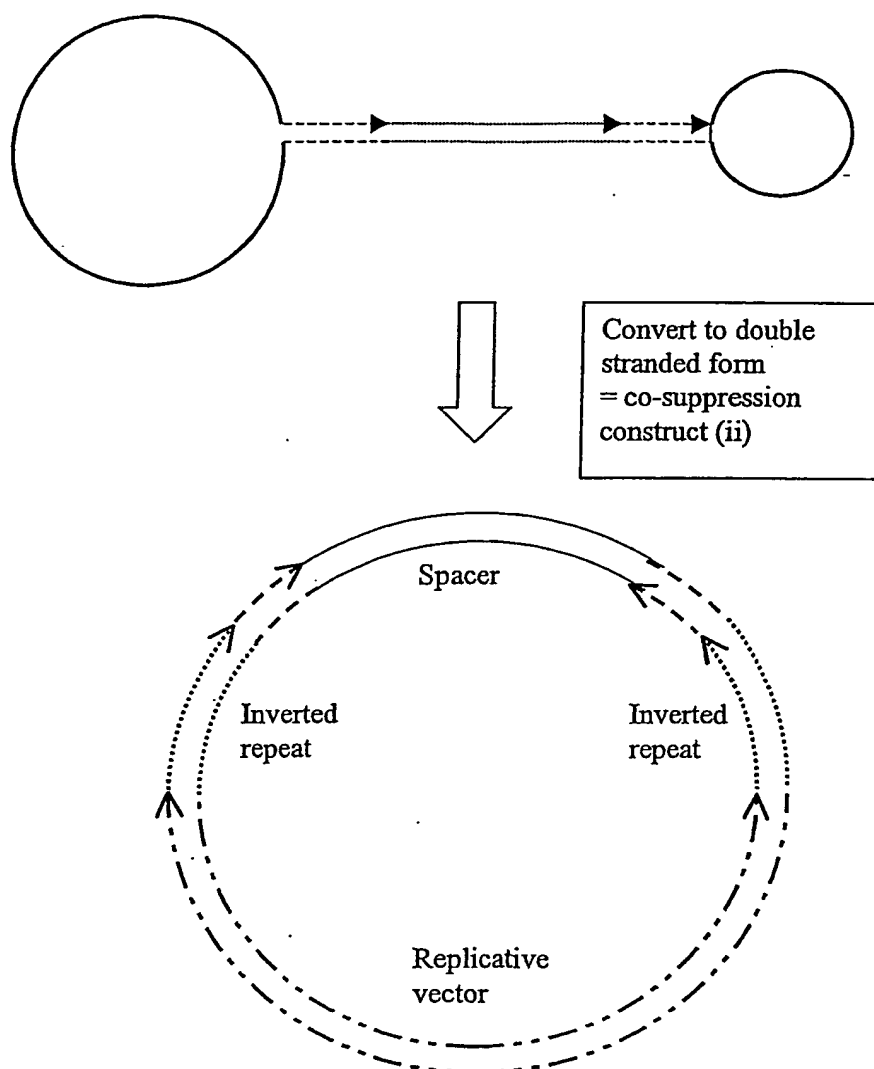 Convert to double
stranded form
= co-suppression
construct (ii)
Spacer
Inverted
repeat
Inverted
repeat
Replicative
vector